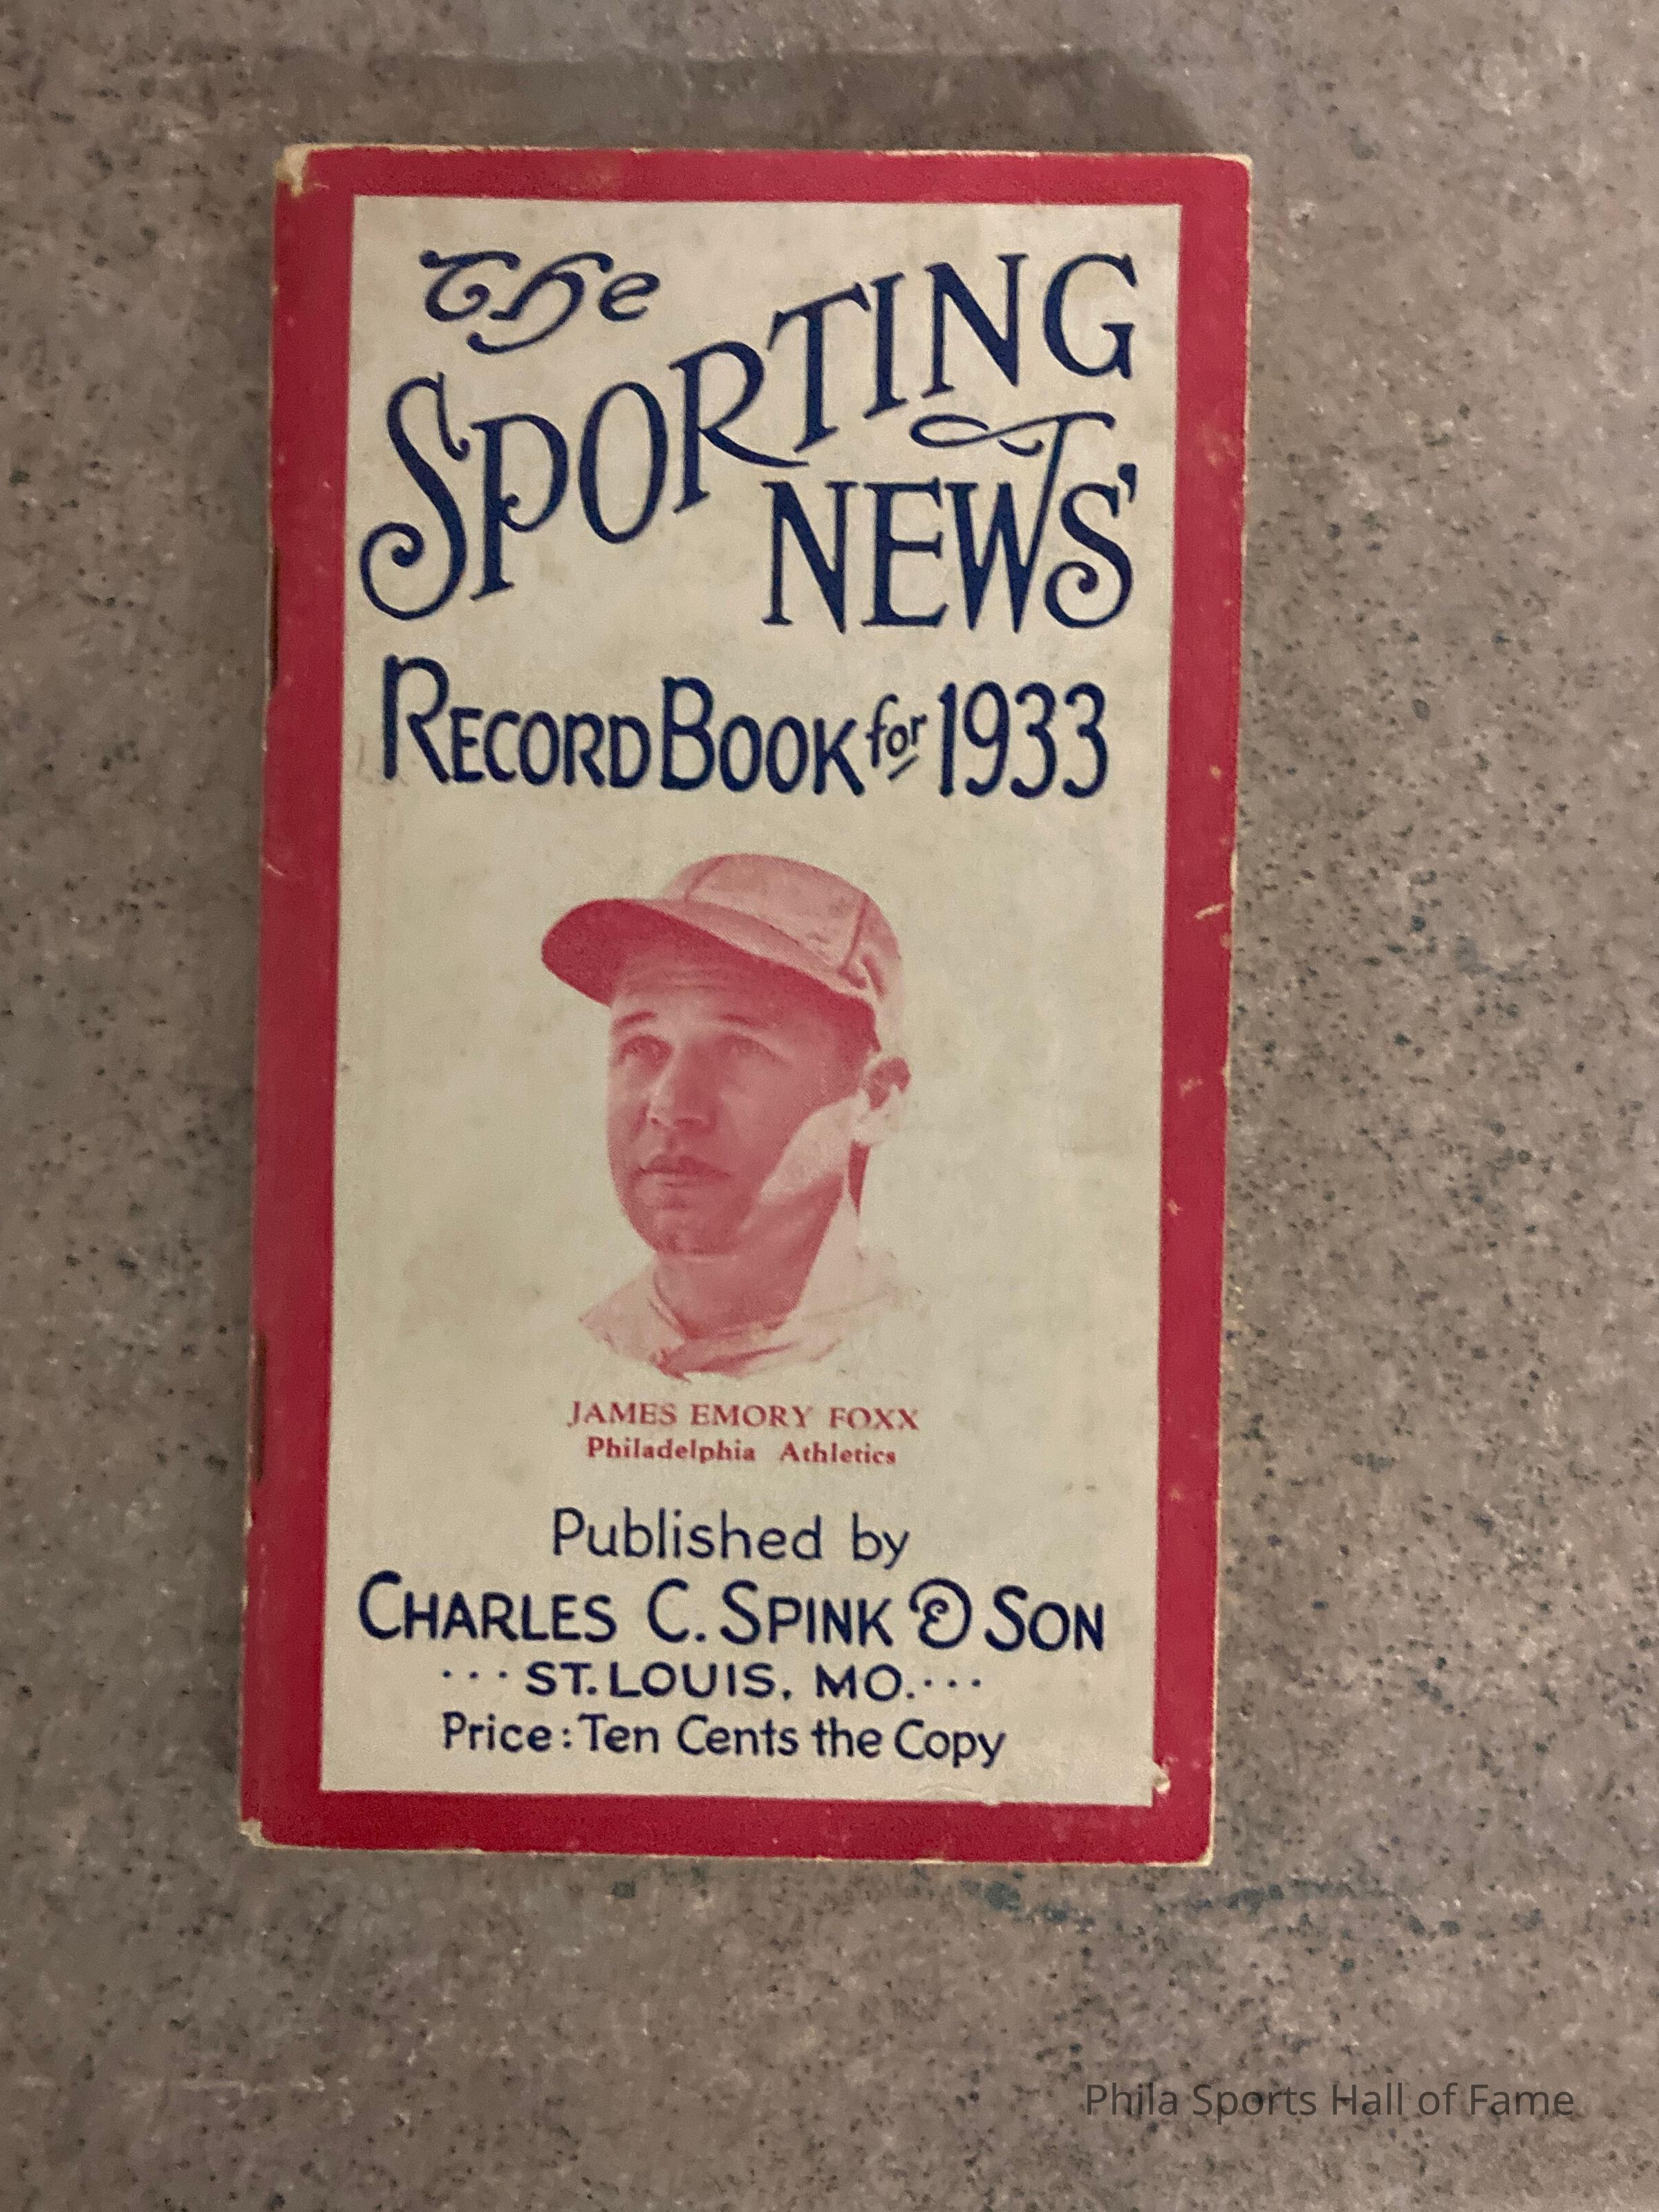 The
SPORTING
NEWS'
RECORD BOOK for 1933
JAMES EMORY FOXX
Philadelphia Athletics
Published by
CHARLES C. SPINK & SON
...ST. LOUIS, MO....
Price: Ten Cents the Copy
Phila Sports Hall of Fame